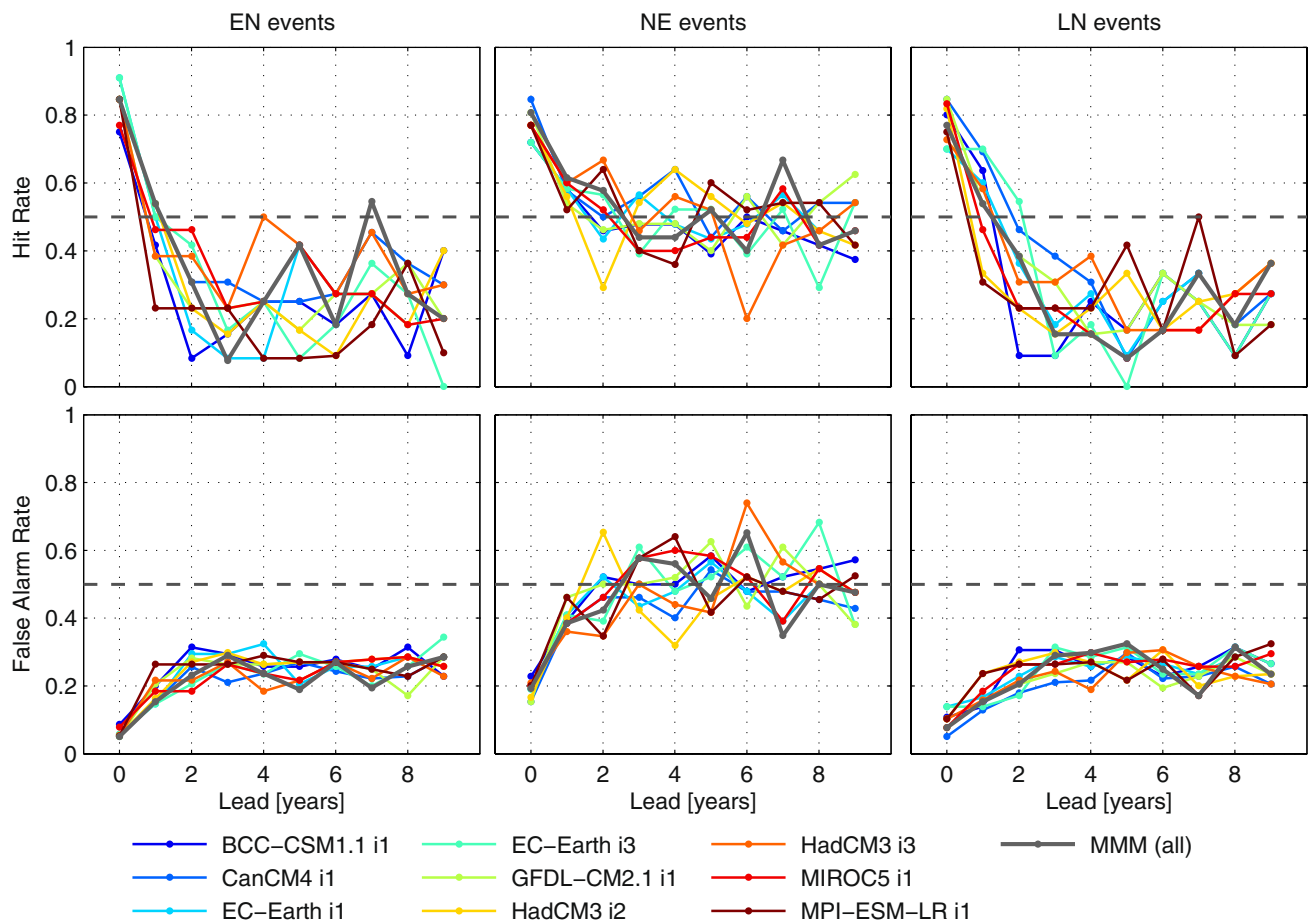 EN events
NE events
LN events
Hit Rate
1
0.8
0.6
0.4
0.2
0
False Alarm Rate
1
0.8
0.6
0.4
0.2
0
0 2 4 6 8
0 2 4 6 8
0 2 4 6 8
Lead [years]
Lead [years]
Lead [years]
BCC−CSM1.1 i1
CanCM4 i1
EC−Earth i1
EC−Earth i3
GFDL−CM2.1 i1
HadCM3 i2
HadCM3 i3
MIROC5 i1
MPI−ESM−LR i1
MMM (all)